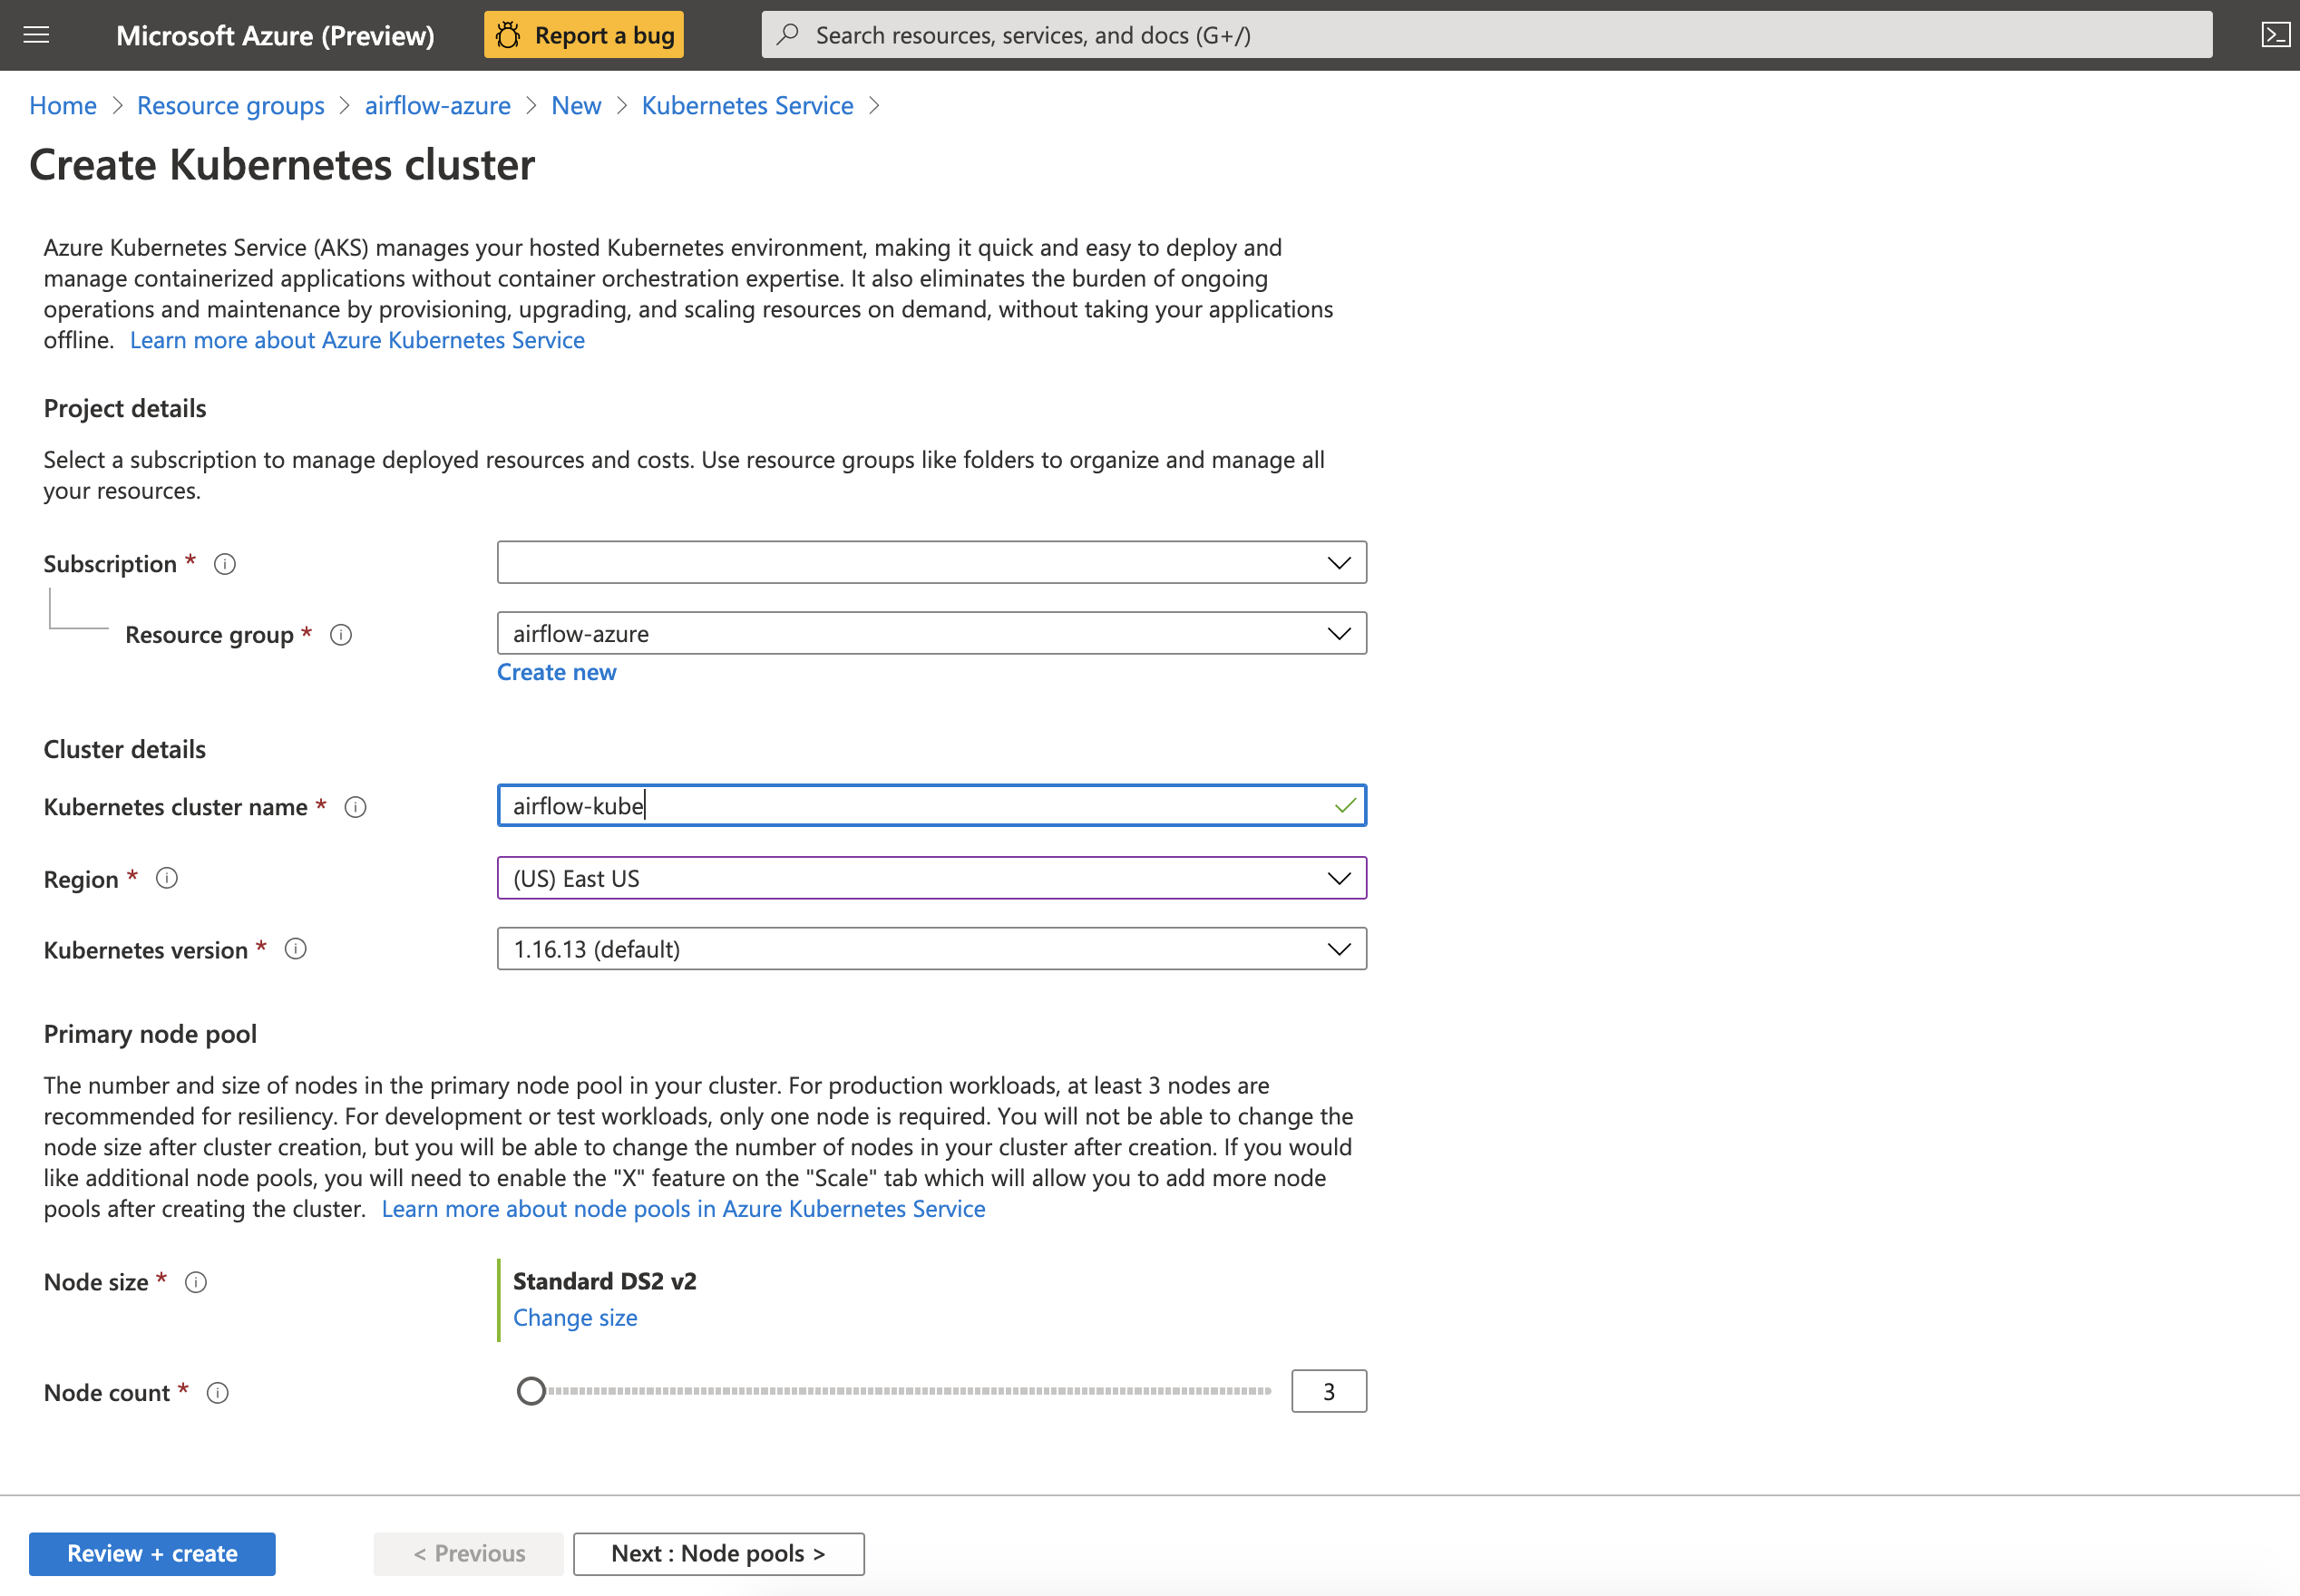 Microsoft Azure (Preview)
Report a bug
Search resources, services, and docs (G+/)
Home > Resource groups > airflow-azure > New > Kubernetes Service >
Create Kubernetes cluster
Azure Kubernetes Service (AKS) manages your hosted Kubernetes environment, making it quick and easy to deploy and
manage containerized applications without container orchestration expertise. It also eliminates the burden of ongoing
operations and maintenance by provisioning, upgrading, and scaling resources on demand, without taking your applications
offline. Learn more about Azure Kubernetes Service
Project details
Select a subscription to manage deployed resources and costs. Use resource groups like folders to organize and manage all
your resources.
Subscription *
Resource group * airflow-azure
Create new
Cluster details
Kubernetes cluster name * airflow-kube
Region * (US) East US
Kubernetes version * 1.16.13 (default)
Primary node pool
The number and size of nodes in the primary node pool in your cluster. For production workloads, at least 3 nodes are
recommended for resiliency. For development or test workloads, only one node is required. You will not be able to change the
node size after cluster creation, but you will be able to change the number of nodes in your cluster after creation. If you would
like additional node pools, you will need to enable the "X" feature on the "Scale" tab which will allow you to add more node
pools after creating the cluster. Learn more about node pools in Azure Kubernetes Service
Node size * Standard DS2 v2
Change size
Node count * 3
Review + create < Previous Next : Node pools >